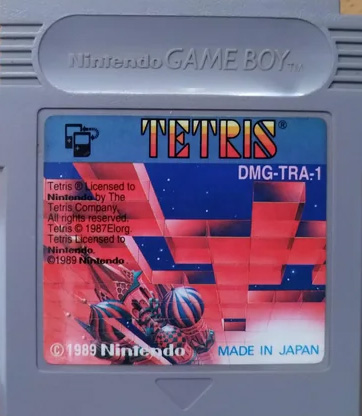 Nintendo GAME BOY™
TETRIS®
DMG-TRA-1
Tetris ® Licensed to
Nintendo by The
Tetris Company.
All rights reserved.
Tetris © 1987Elorg.
Tetris Licensed to
Nintendo.
©1989 Nintendo
©1989 Nintendo
MADE IN JAPAN